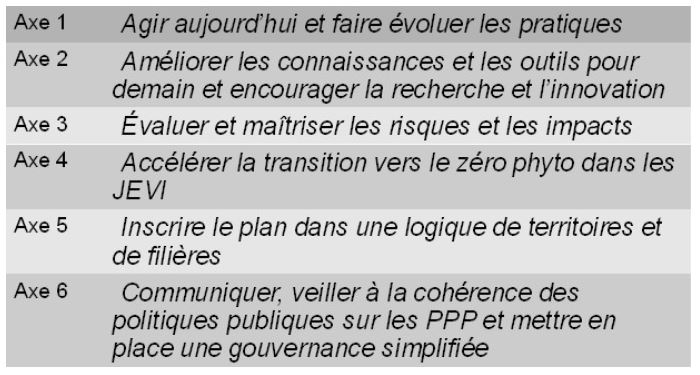 Axe 1 Agir aujourd'hui et faire évoluer les pratiques
Axe 2 Améliorer les connaissances et les outils pour
demain et encourager la recherche et l'innovation
Axe 3 Évaluer et maîtriser les risques et les impacts
Axe 4 Accélérer la transition vers le zéro phyto dans les
JEVI
Axe 5 Inscrire le plan dans une logique de territoires et
de filières
Axe 6 Communiquer, veiller à la cohérence des
politiques publiques sur les PPP et mettre en
place une gouvernance simplifiée